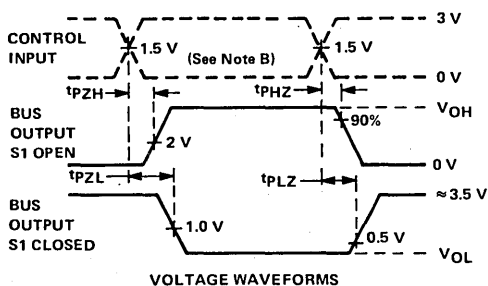 3 V
CONTROL
INPUT
1.5 V
(See Note B)
1.5 V
0 V
tPZH
tPHZ
VOH
BUS
OUTPUT
S1 OPEN
90%
2 V
0 V
tPZL
tPLZ
≈3.5 V
BUS
OUTPUT
S1 CLOSED
1.0 V
0.5 V
VOL
VOLTAGE WAVEFORMS